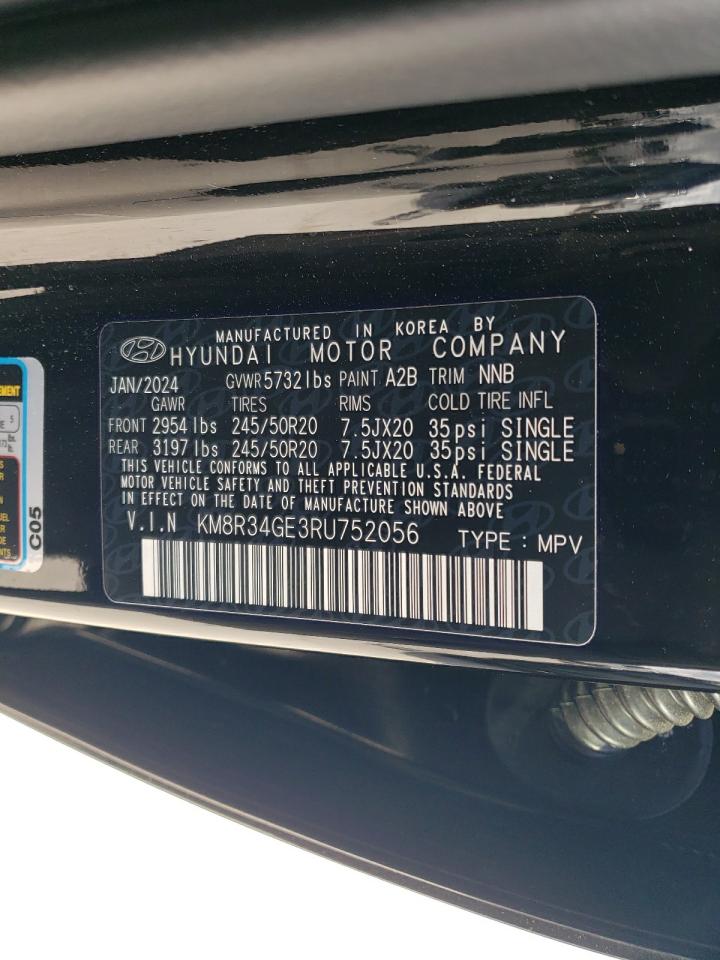 MANUFACTURED IN KOREA BY
HYUNDAI MOTOR COMPANY
JAN/2024 GVWR 5732 lbs PAINT A2B TRIM NNB
GAWR TIRES RIMS COLD TIRE INFL
FRONT 2954 lbs 245/50R20 7.5JX20 35psi SINGLE
REAR 3197 lbs 245/50R20 7.5JX20 35psi SINGLE
THIS VEHICLE CONFORMS TO ALL APPLICABLE U.S.A. FEDERAL
MOTOR VEHICLE SAFETY AND THEFT PREVENTION STANDARDS
IN EFFECT ON THE DATE OF MANUFACTURE SHOWN ABOVE
V.I.N KM8R34GE3RU752056 TYPE : MPV
5
lbs.
C05